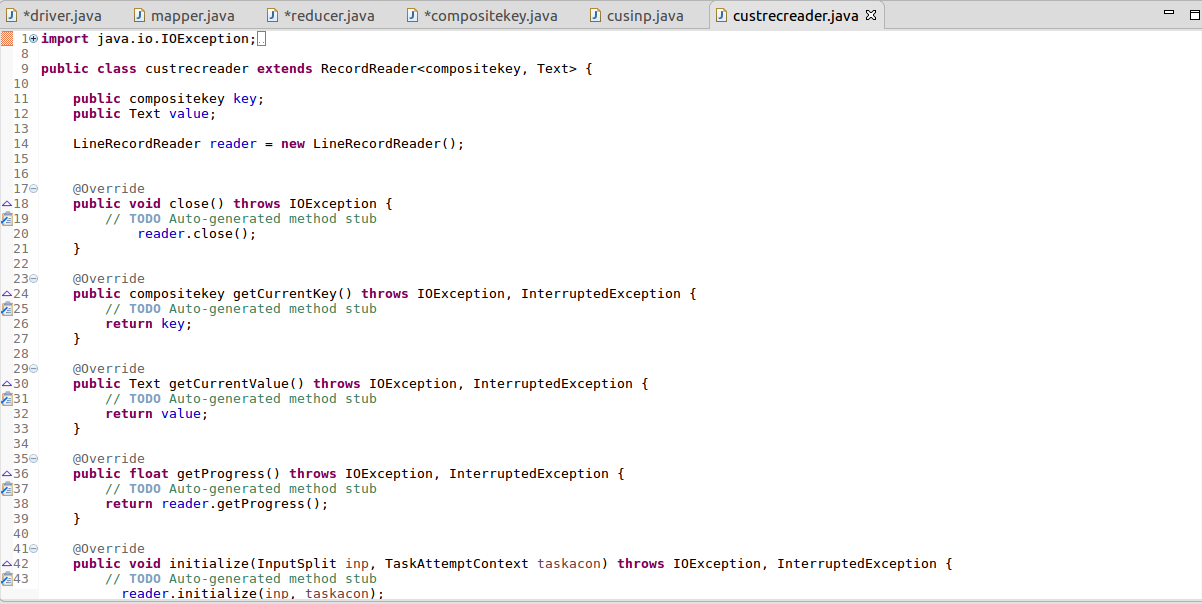 *driver.java mapper.java *reducer.java *compositekey.java cusinp.java custrecreader.java
1 import java.io.IOException;
8
9 public class custrecreader extends RecordReader<compositekey, Text> {
10
11 public compositekey key;
12 public Text value;
13
14 LineRecordReader reader = new LineRecordReader();
15
16
17 @Override
18 public void close() throws IOException {
19 // TODO Auto-generated method stub
20 reader.close();
21 }
22
23 @Override
24 public compositekey getCurrentKey() throws IOException, InterruptedException {
25 // TODO Auto-generated method stub
26 return key;
27 }
28
29 @Override
30 public Text getCurrentValue() throws IOException, InterruptedException {
31 // TODO Auto-generated method stub
32 return value;
33 }
34
35 @Override
36 public float getProgress() throws IOException, InterruptedException {
37 // TODO Auto-generated method stub
38 return reader.getProgress();
39 }
40
41 @Override
42 public void initialize(InputSplit inp, TaskAttemptContext taskacon) throws IOException, InterruptedException {
43 // TODO Auto-generated method stub
reader.initialize(inp, taskacon);